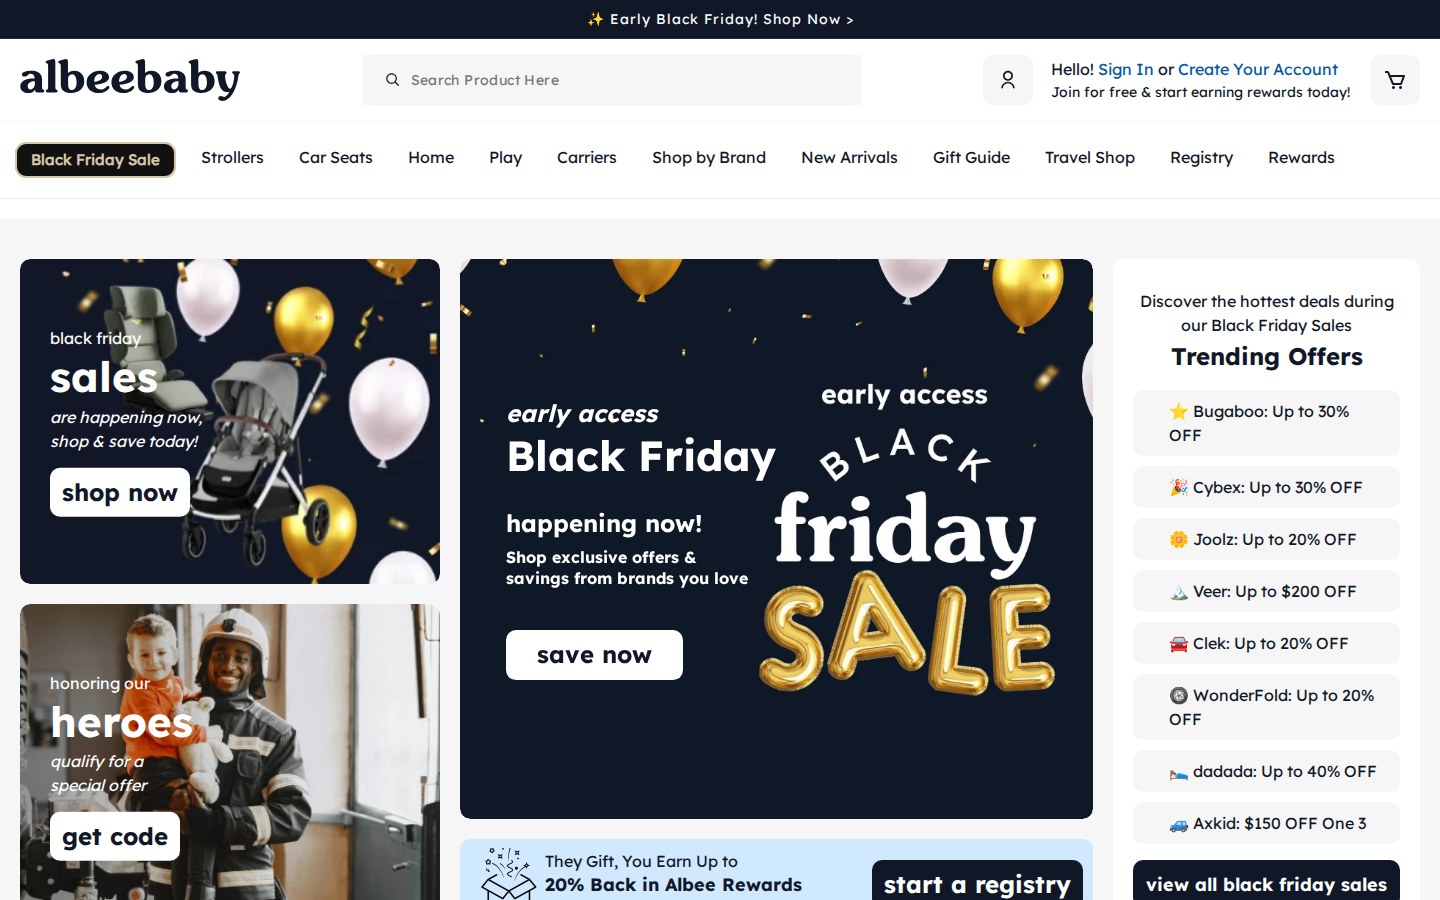 ✨ Early Black Friday! Shop Now >
albeebaby
Search Product Here
Hello! Sign In or Create Your Account
Join for free & start earning rewards today!
Black Friday Sale
Strollers
Car Seats
Home
Play
Carriers
Shop by Brand
New Arrivals
Gift Guide
Travel Shop
Registry
Rewards
black friday
sales
are happening now,
shop & save today!
shop now
honoring our
heroes
qualify for a
special offer
get code
early access
Black Friday
happening now!
Shop exclusive offers &
savings from brands you love
save now
early access
BLACK
friday
SALE
They Gift, You Earn Up to
20% Back in Albee Rewards
start a registry
Discover the hottest deals during
our Black Friday Sales
Trending Offers
⭐ Bugaboo: Up to 30%
OFF
🎉 Cybex: Up to 30% OFF
🌼 Joolz: Up to 20% OFF
🏔️ Veer: Up to $200 OFF
🚘 Clek: Up to 20% OFF
🛞 WonderFold: Up to 20%
OFF
🛌 dadada: Up to 40% OFF
🚙 Axkid: $150 OFF One 3
view all black friday sales